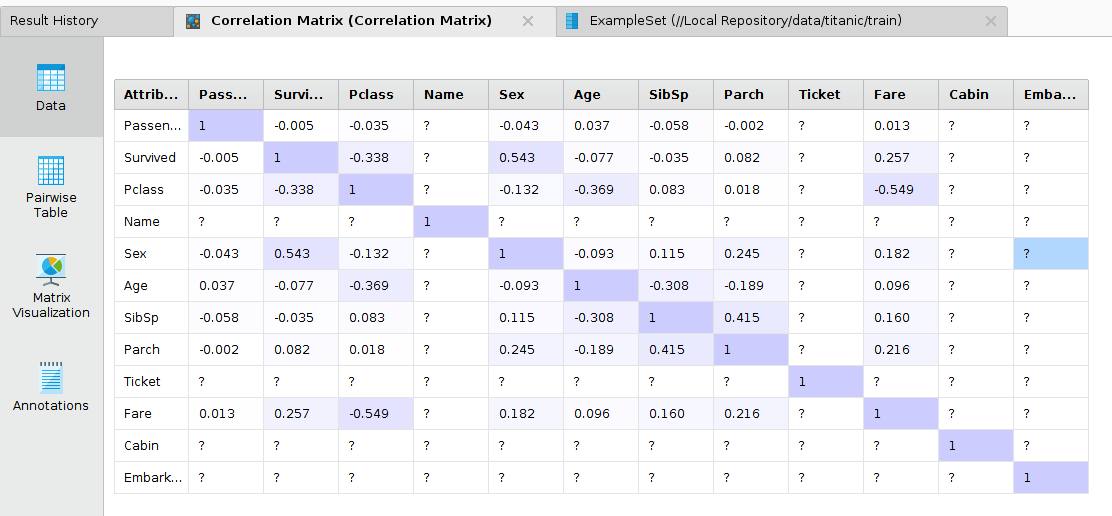 Result History Correlation Matrix (Correlation Matrix) ExampleSet (//Local Repository/data/titanic/train)
Data
Pairwise
Table
Matrix
Visualization
Annotations
Attrib... Pass... Survi... Pclass Name Sex Age SibSp Parch Ticket Fare Cabin Emba...
Passen... 1 -0.005 -0.035 ? -0.043 0.037 -0.058 -0.002 ? 0.013 ? ?
Survived -0.005 1 -0.338 ? 0.543 -0.077 -0.035 0.082 ? 0.257 ? ?
Pclass -0.035 -0.338 1 ? -0.132 -0.369 0.083 0.018 ? -0.549 ? ?
Name ? ? ? 1 ? ? ? ? ? ? ? ?
Sex -0.043 0.543 -0.132 ? 1 -0.093 0.115 0.245 ? 0.182 ? ?
Age 0.037 -0.077 -0.369 ? -0.093 1 -0.308 -0.189 ? 0.096 ? ?
SibSp -0.058 -0.035 0.083 ? 0.115 -0.308 1 0.415 ? 0.160 ? ?
Parch -0.002 0.082 0.018 ? 0.245 -0.189 0.415 1 ? 0.216 ? ?
Ticket ? ? ? ? ? ? ? ? 1 ? ? ?
Fare 0.013 0.257 -0.549 ? 0.182 0.096 0.160 0.216 ? 1 ? ?
Cabin ? ? ? ? ? ? ? ? ? ? 1 ?
Embark... ? ? ? ? ? ? ? ? ? ? ? 1